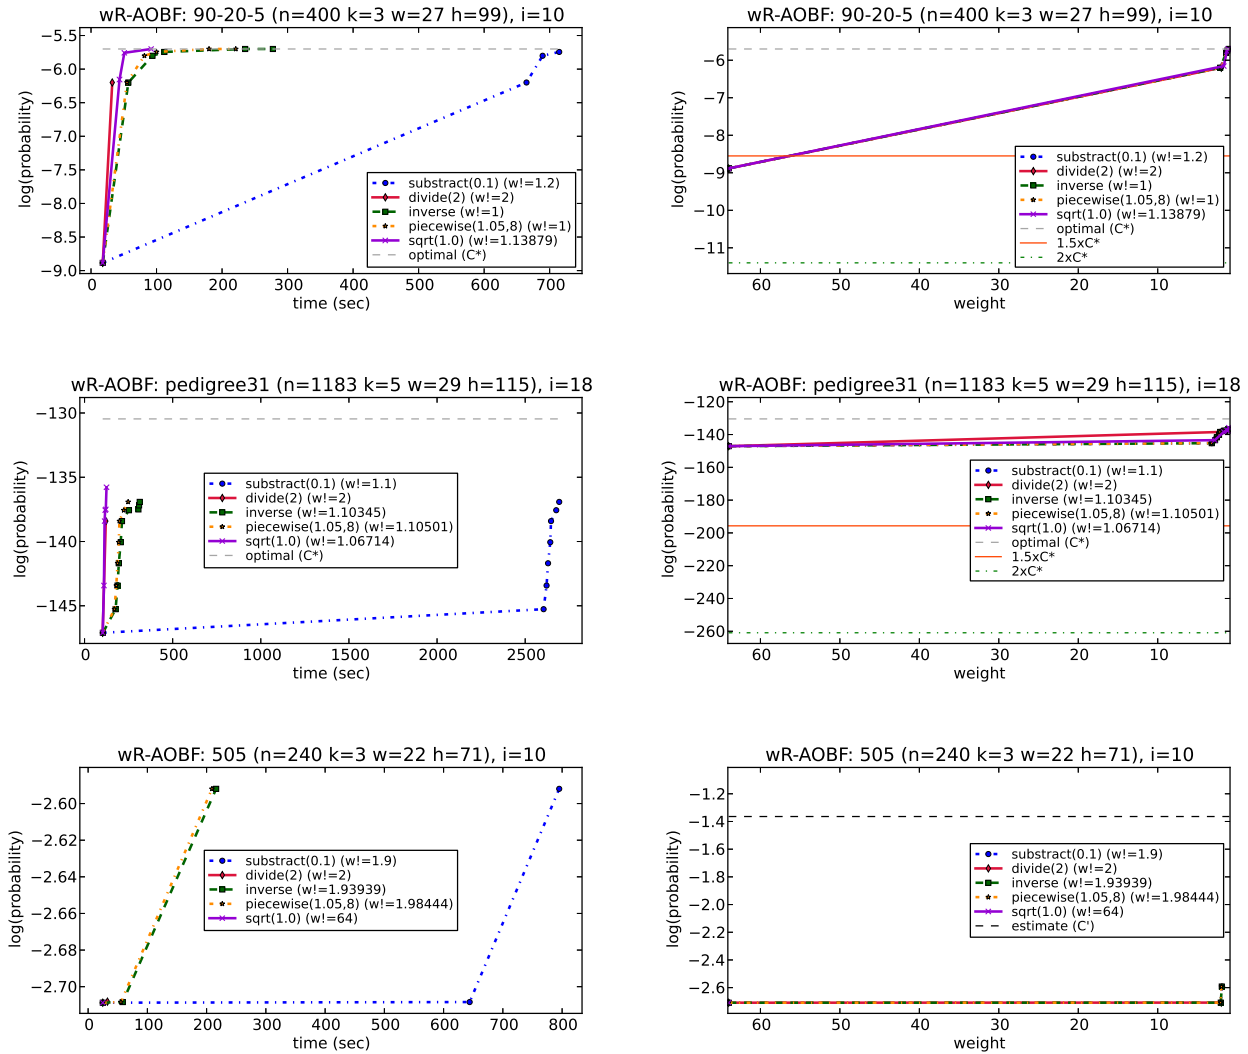 wR-AOBF: 90-20-5 (n=400 k=3 w=27 h=99), i=10
−5.5
−6.0
−6.5
−7.0
−7.5
−8.0
−8.5
−9.0
log(probability)
substract(0.1) (w!=1.2)
divide(2) (w!=2)
inverse (w!=1)
piecewise(1.05,8) (w!=1)
sqrt(1.0) (w!=1.13879)
optimal (C*)
0 100 200 300 400 500 600 700
time (sec)
wR-AOBF: 90-20-5 (n=400 k=3 w=27 h=99), i=10
−6
−7
−8
−9
−10
−11
log(probability)
substract(0.1) (w!=1.2)
divide(2) (w!=2)
inverse (w!=1)
piecewise(1.05,8) (w!=1)
sqrt(1.0) (w!=1.13879)
optimal (C*)
1.5xC*
2xC*
60 50 40 30 20 10
weight
wR-AOBF: pedigree31 (n=1183 k=5 w=29 h=115), i=18
−130
−135
−140
−145
log(probability)
substract(0.1) (w!=1.1)
divide(2) (w!=2)
inverse (w!=1.10345)
piecewise(1.05,8) (w!=1.10501)
sqrt(1.0) (w!=1.06714)
optimal (C*)
0 500 1000 1500 2000 2500
time (sec)
wR-AOBF: pedigree31 (n=1183 k=5 w=29 h=115), i=18
−120
−140
−160
−180
−200
−220
−240
−260
log(probability)
substract(0.1) (w!=1.1)
divide(2) (w!=2)
inverse (w!=1.10345)
piecewise(1.05,8) (w!=1.10501)
sqrt(1.0) (w!=1.06714)
optimal (C*)
1.5xC*
2xC*
60 50 40 30 20 10
weight
wR-AOBF: 505 (n=240 k=3 w=22 h=71), i=10
−2.60
−2.62
−2.64
−2.66
−2.68
−2.70
log(probability)
substract(0.1) (w!=1.9)
divide(2) (w!=2)
inverse (w!=1.93939)
piecewise(1.05,8) (w!=1.98444)
sqrt(1.0) (w!=64)
0 100 200 300 400 500 600 700 800
time (sec)
wR-AOBF: 505 (n=240 k=3 w=22 h=71), i=10
−1.2
−1.4
−1.6
−1.8
−2.0
−2.2
−2.4
−2.6
log(probability)
substract(0.1) (w!=1.9)
divide(2) (w!=2)
inverse (w!=1.93939)
piecewise(1.05,8) (w!=1.98444)
sqrt(1.0) (w!=64)
estimate (C')
60 50 40 30 20 10
weight